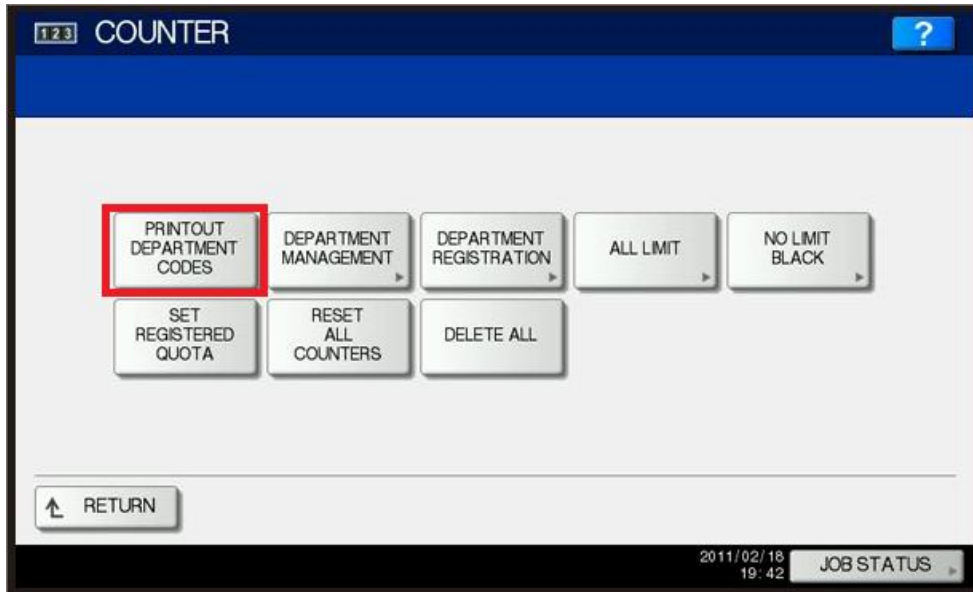 123 COUNTER
?
PRINTOUT
DEPARTMENT
CODES
DEPARTMENT
MANAGEMENT
DEPARTMENT
REGISTRATION
ALL LIMIT
NO LIMIT
BLACK
SET
REGISTERED
QUOTA
RESET
ALL
COUNTERS
DELETE ALL
RETURN
2011/02/18
19:42
JOB STATUS